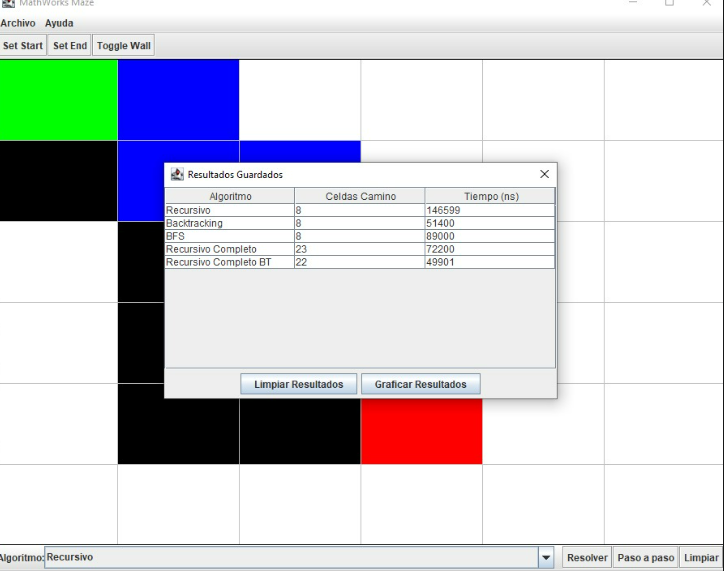 MathWorks Maze
Archivo Ayuda
Set Start Set End Toggle Wall
Resultados Guardados
Algoritmo Celdas Camino Tiempo (ns)
Recursivo 8 146599
Backtracking 8 51400
BFS 8 89000
Recursivo Completo 23 72200
Recursivo Completo BT 22 49901
Limpiar Resultados Graficar Resultados
Algoritmo: Recursivo Resolver Paso a paso Limpiar